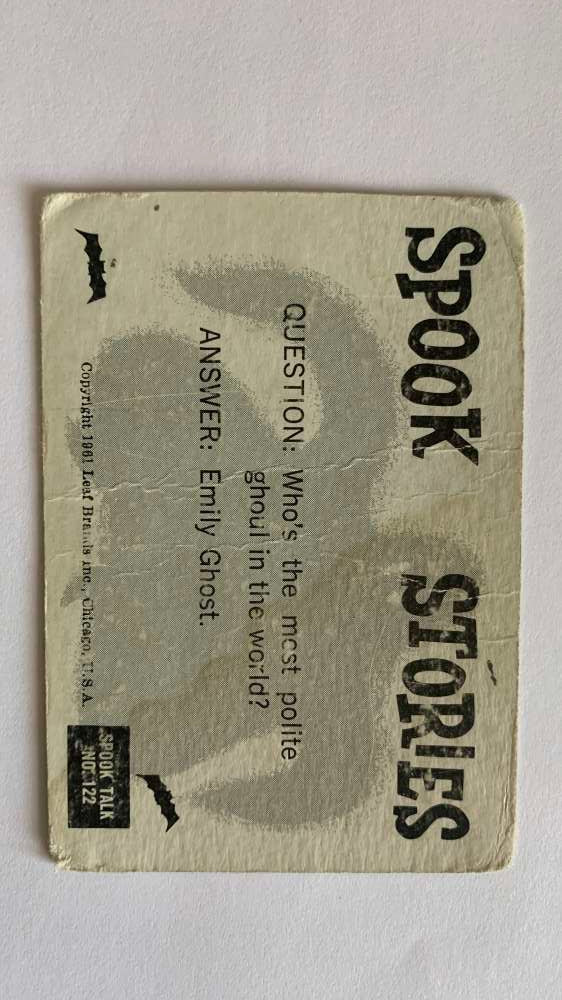 SPOOK STORIES
QUESTION: Who's the most polite
ghoul in the world?
ANSWER: Emily Ghost.
Copyright 1961 Leaf Brands Inc., Chicago, U.S.A.
SPOOK TALK
NO. 122